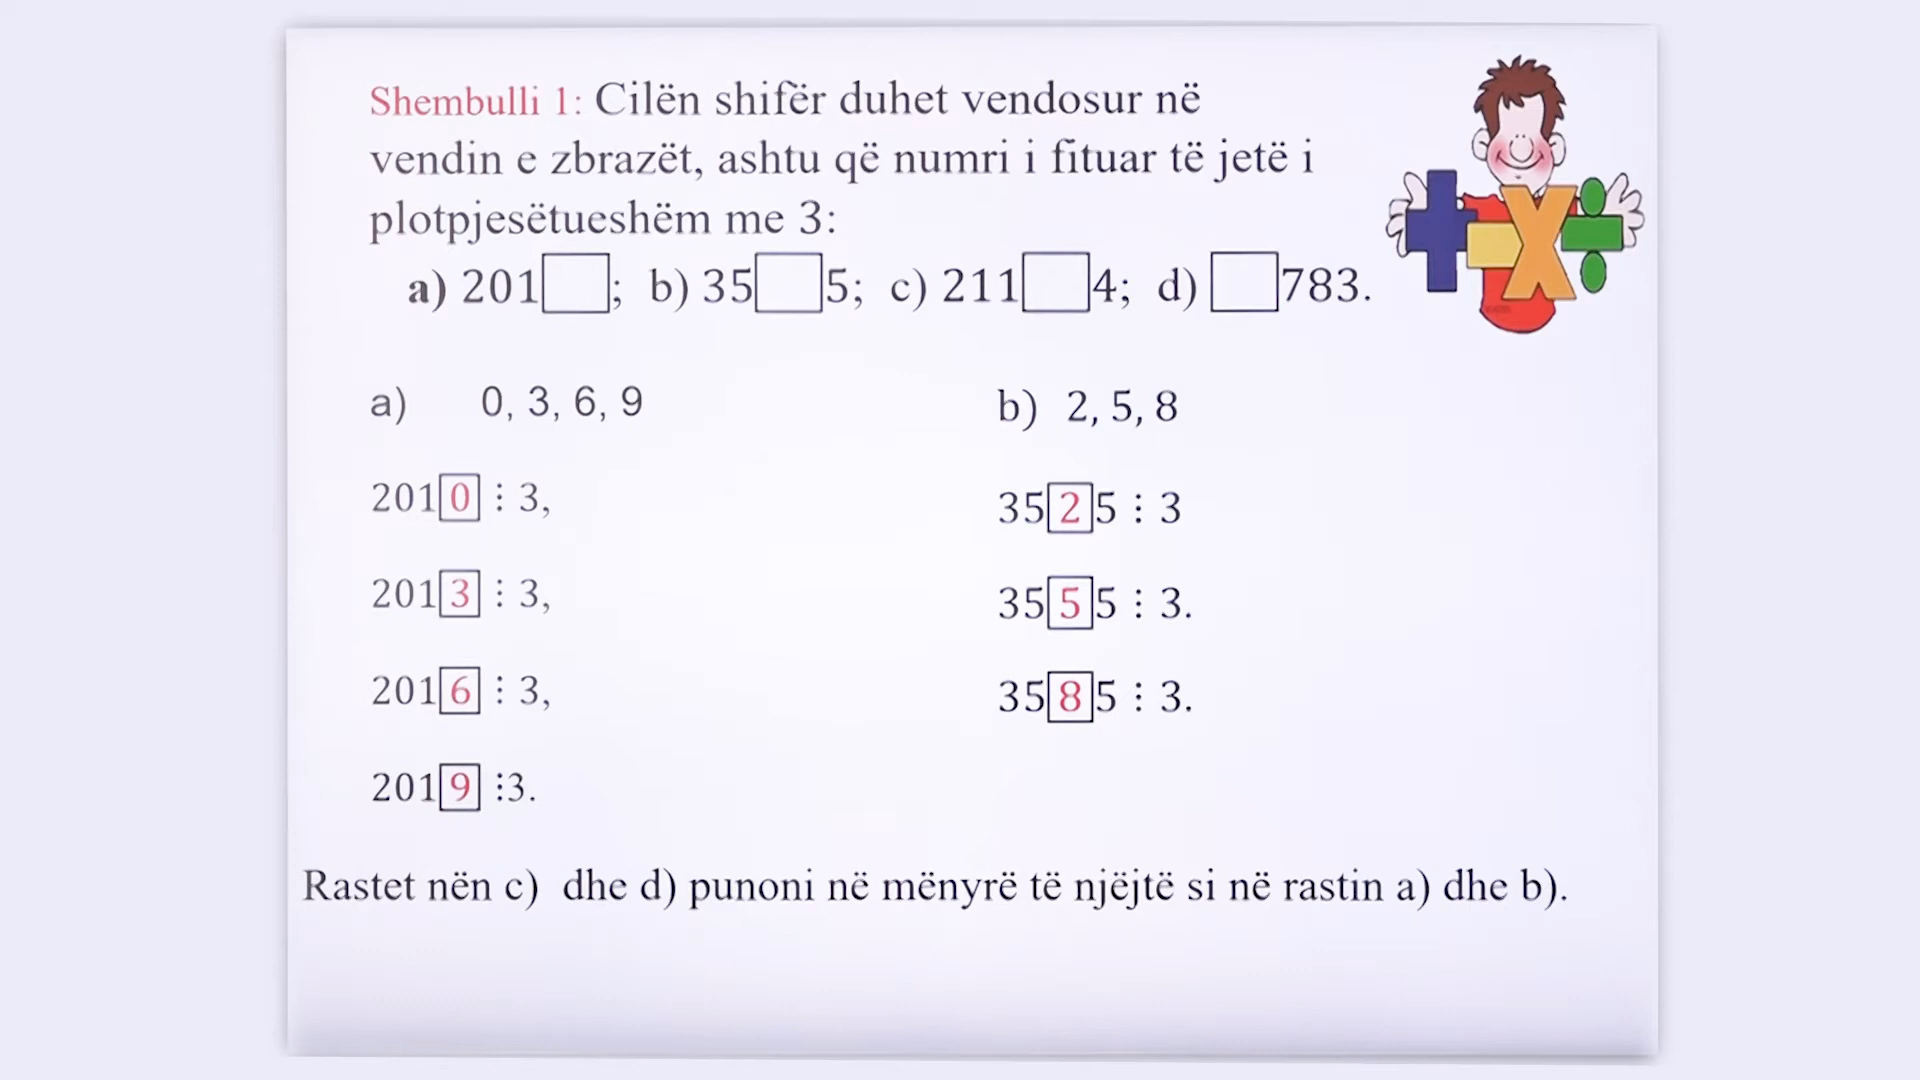 Shembulli 1: Cilën shifër duhet vendosur në
vendin e zbrazët, ashtu që numri i fituar të jetë i
plotpjesëtueshëm me 3:
a) 201□; b) 35□5; c) 211□4; d) □783.
a) 0, 3, 6, 9
201 0 ⋮ 3,
201 3 ⋮ 3,
201 6 ⋮ 3,
201 9 ⋮3.
b) 2, 5, 8
35 2 5 ⋮ 3
35 5 5 ⋮ 3.
35 8 5 ⋮ 3.
Rastet nën c) dhe d) punoni në mënyrë të njëjtë si në rastin a) dhe b).